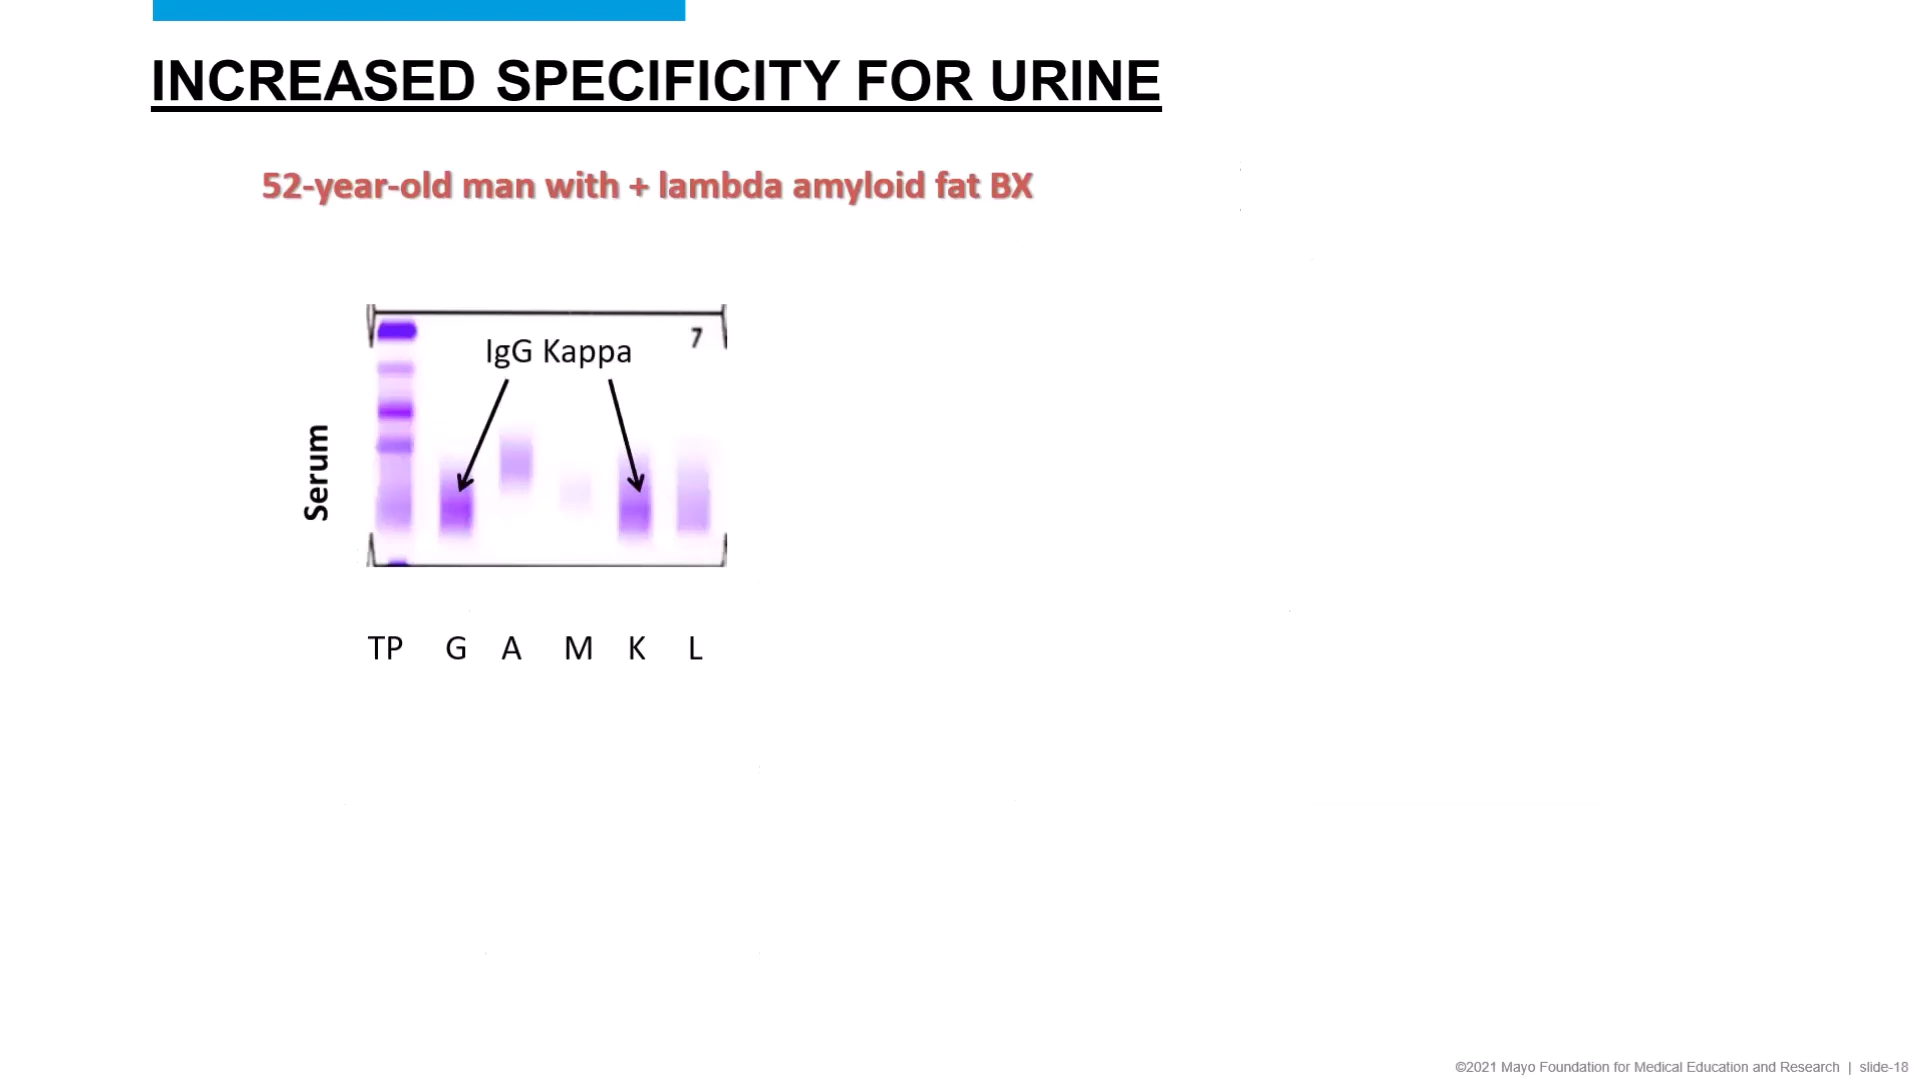 INCREASED SPECIFICITY FOR URINE
52-year-old man with + lambda amyloid fat BX
7
IgG Kappa
Serum
TP G A M K L
©2021 Mayo Foundation for Medical Education and Research | slide-18